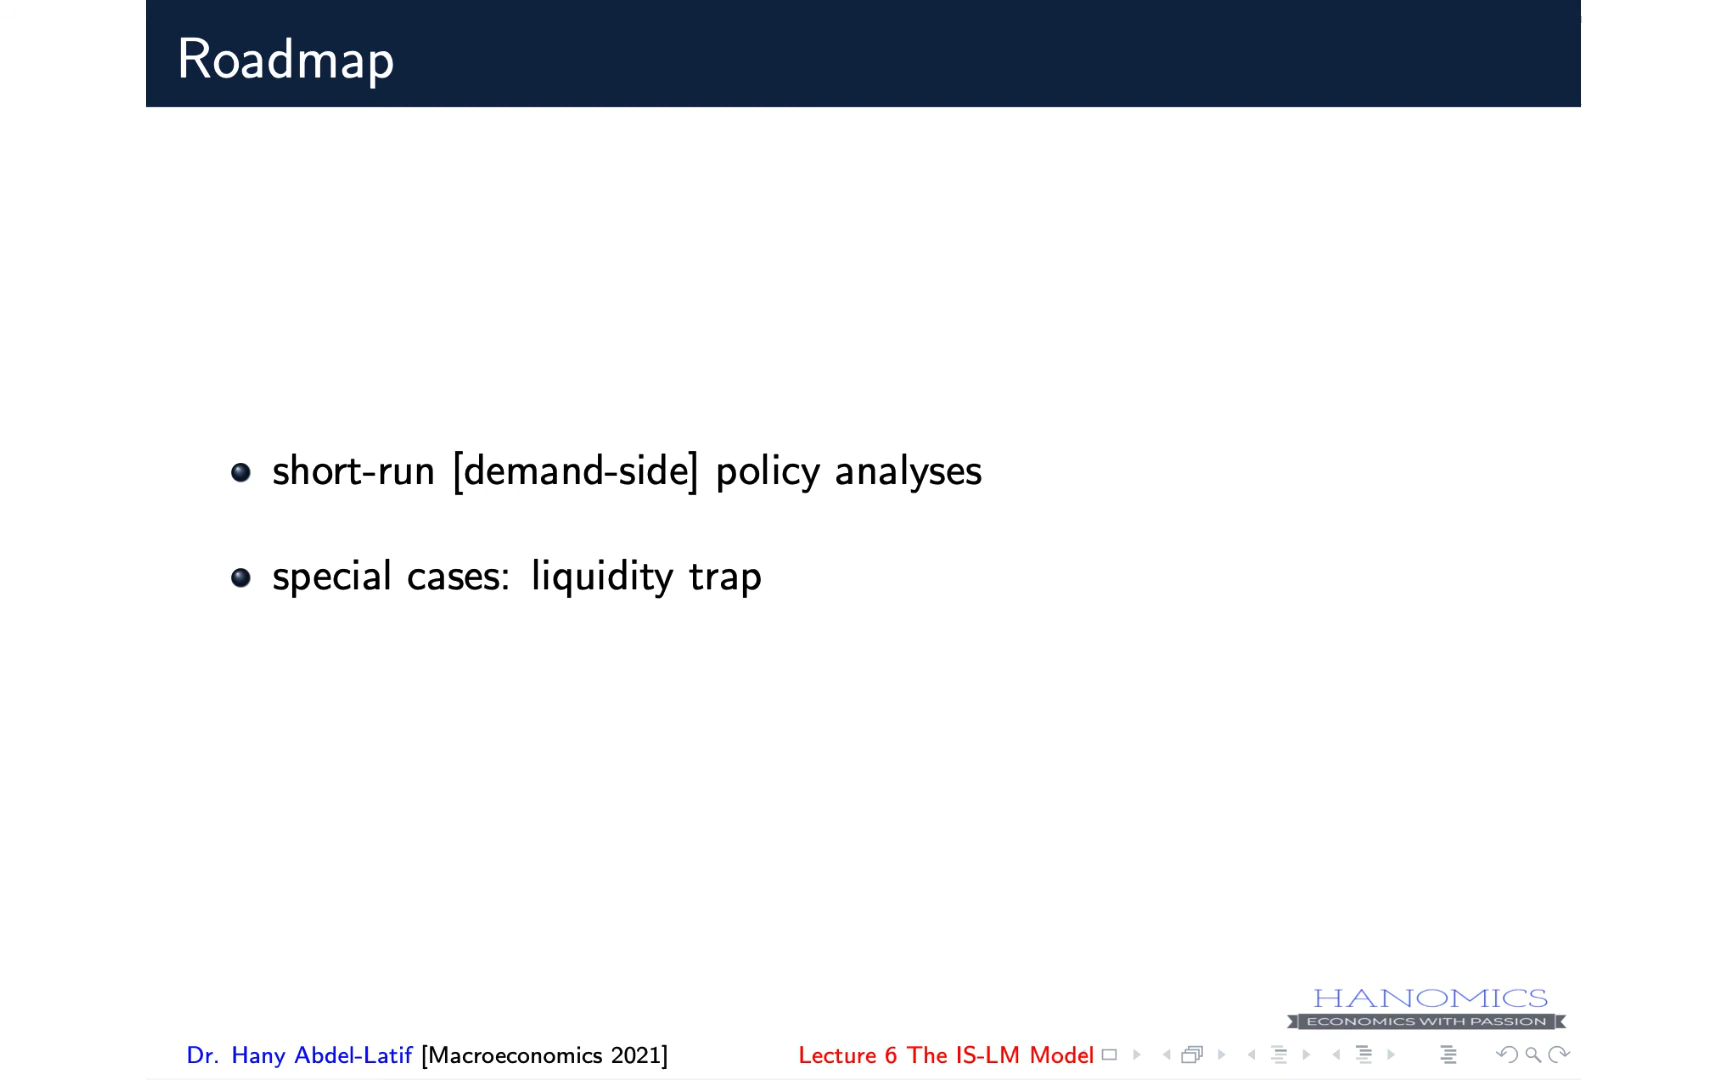 Roadmap
short-run [demand-side] policy analyses
special cases: liquidity trap
HANOMICS
ECONOMICS WITH PASSION
Dr. Hany Abdel-Latif [Macroeconomics 2021] Lecture 6 The IS-LM Model